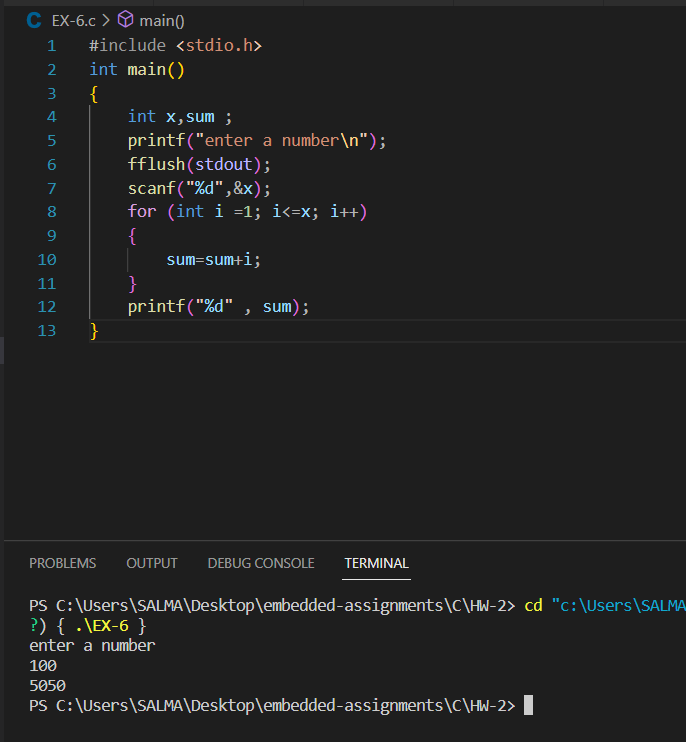 EX-6.c > main()
1 #include <stdio.h>
2 int main()
3 {
4     int x,sum ;
5     printf("enter a number\n");
6     fflush(stdout);
7     scanf("%d",&x);
8     for (int i =1; i<=x; i++)
9     {
10         sum=sum+i;
11     }
12     printf("%d" , sum);
13 }
PROBLEMS OUTPUT DEBUG CONSOLE TERMINAL
PS C:\Users\SALMA\Desktop\embedded-assignments\C\HW-2> cd "c:\Users\SALMA
?) { .\EX-6 }
enter a number
100
5050
PS C:\Users\SALMA\Desktop\embedded-assignments\C\HW-2>